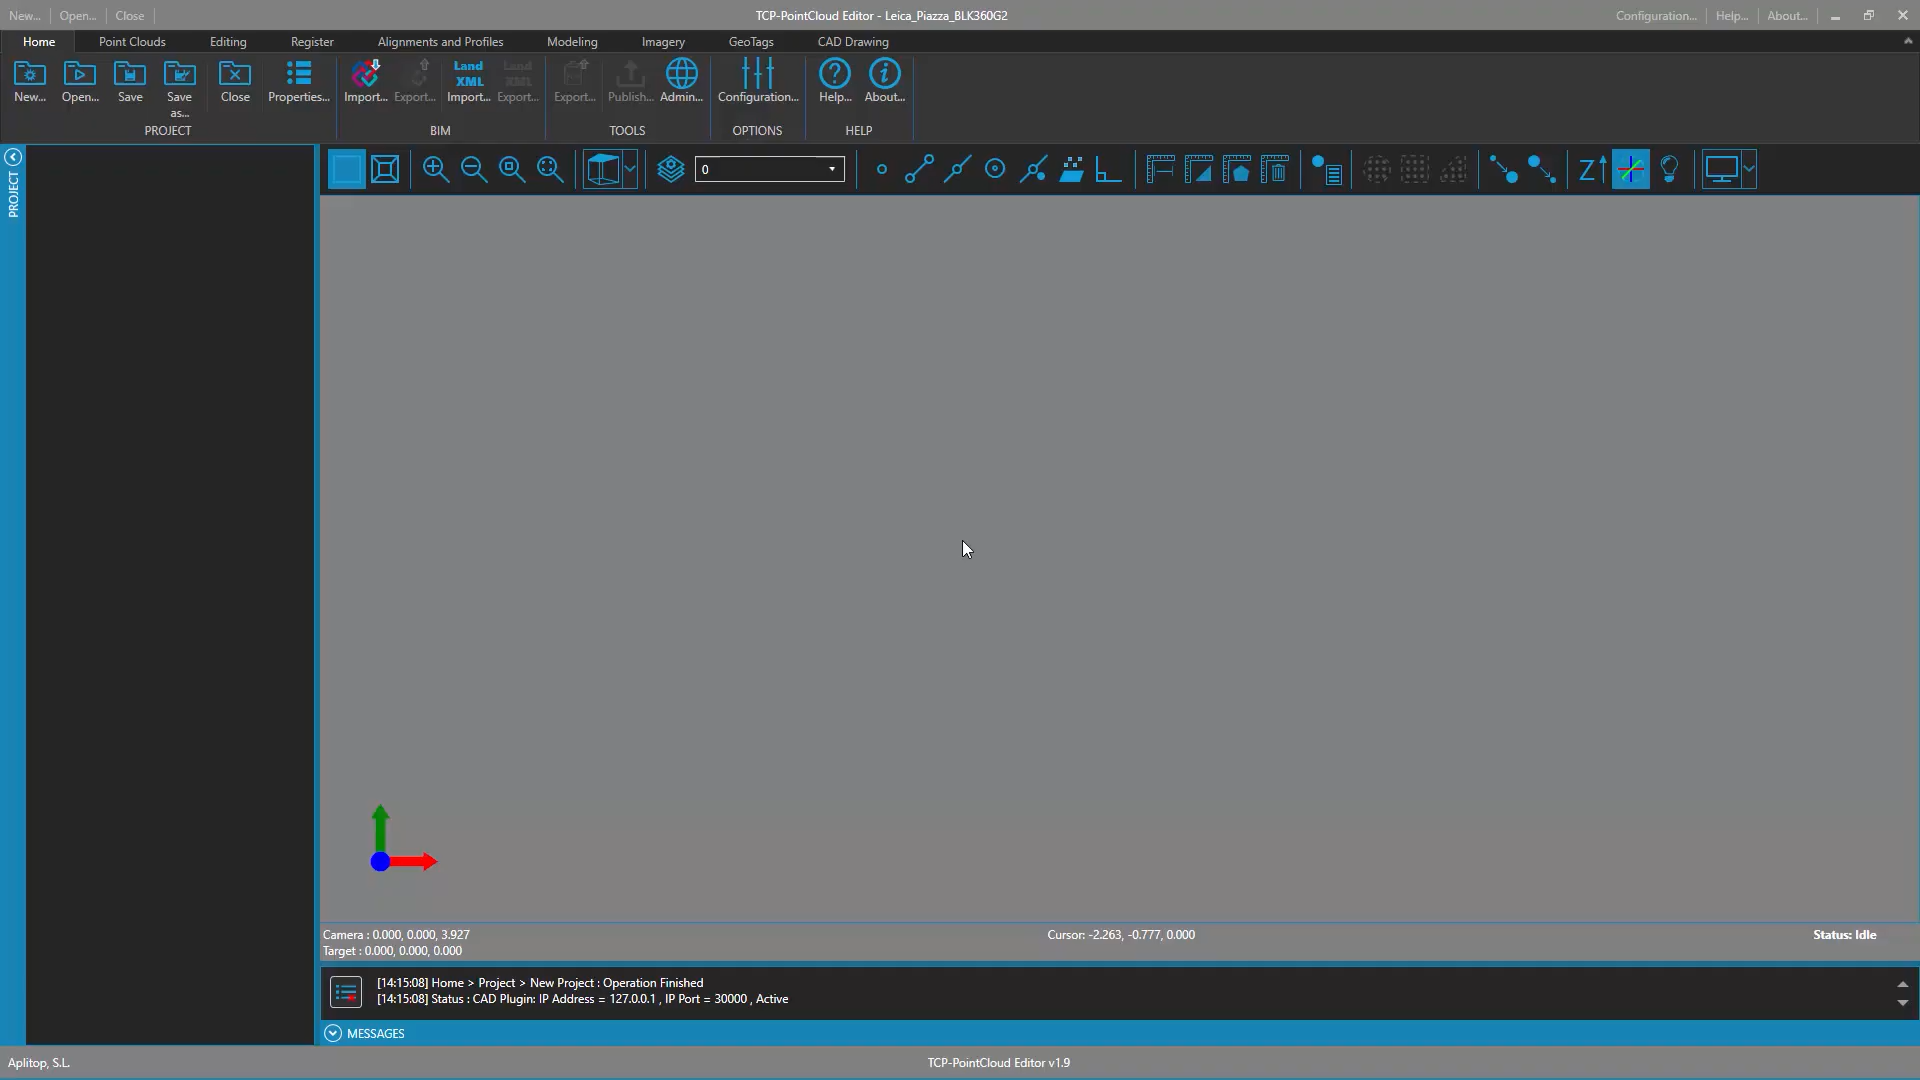 New... Open... Close
TCP-PointCloud Editor - Leica_Piazza_BLK360G2
Configuration... Help... About...
Home Point Clouds Editing Register Alignments and Profiles Modeling Imagery GeoTags CAD Drawing
Land Land
XML XML
New... Open... Save Save as... Close Properties... Import... Export... Import... Export... Export... Publish... Admin... Configuration... Help... About...
PROJECT BIM TOOLS OPTIONS HELP
PROJECT
0
Z
Camera : 0.000, 0.000, 3.927
Target : 0.000, 0.000, 0.000
Cursor: -2.263, -0.777, 0.000
Status: Idle
[14:15:08] Home > Project > New Project : Operation Finished
[14:15:08] Status : CAD Plugin: IP Address = 127.0.0.1 , IP Port = 30000 , Active
MESSAGES
Aplitop, S.L.
TCP-PointCloud Editor v1.9